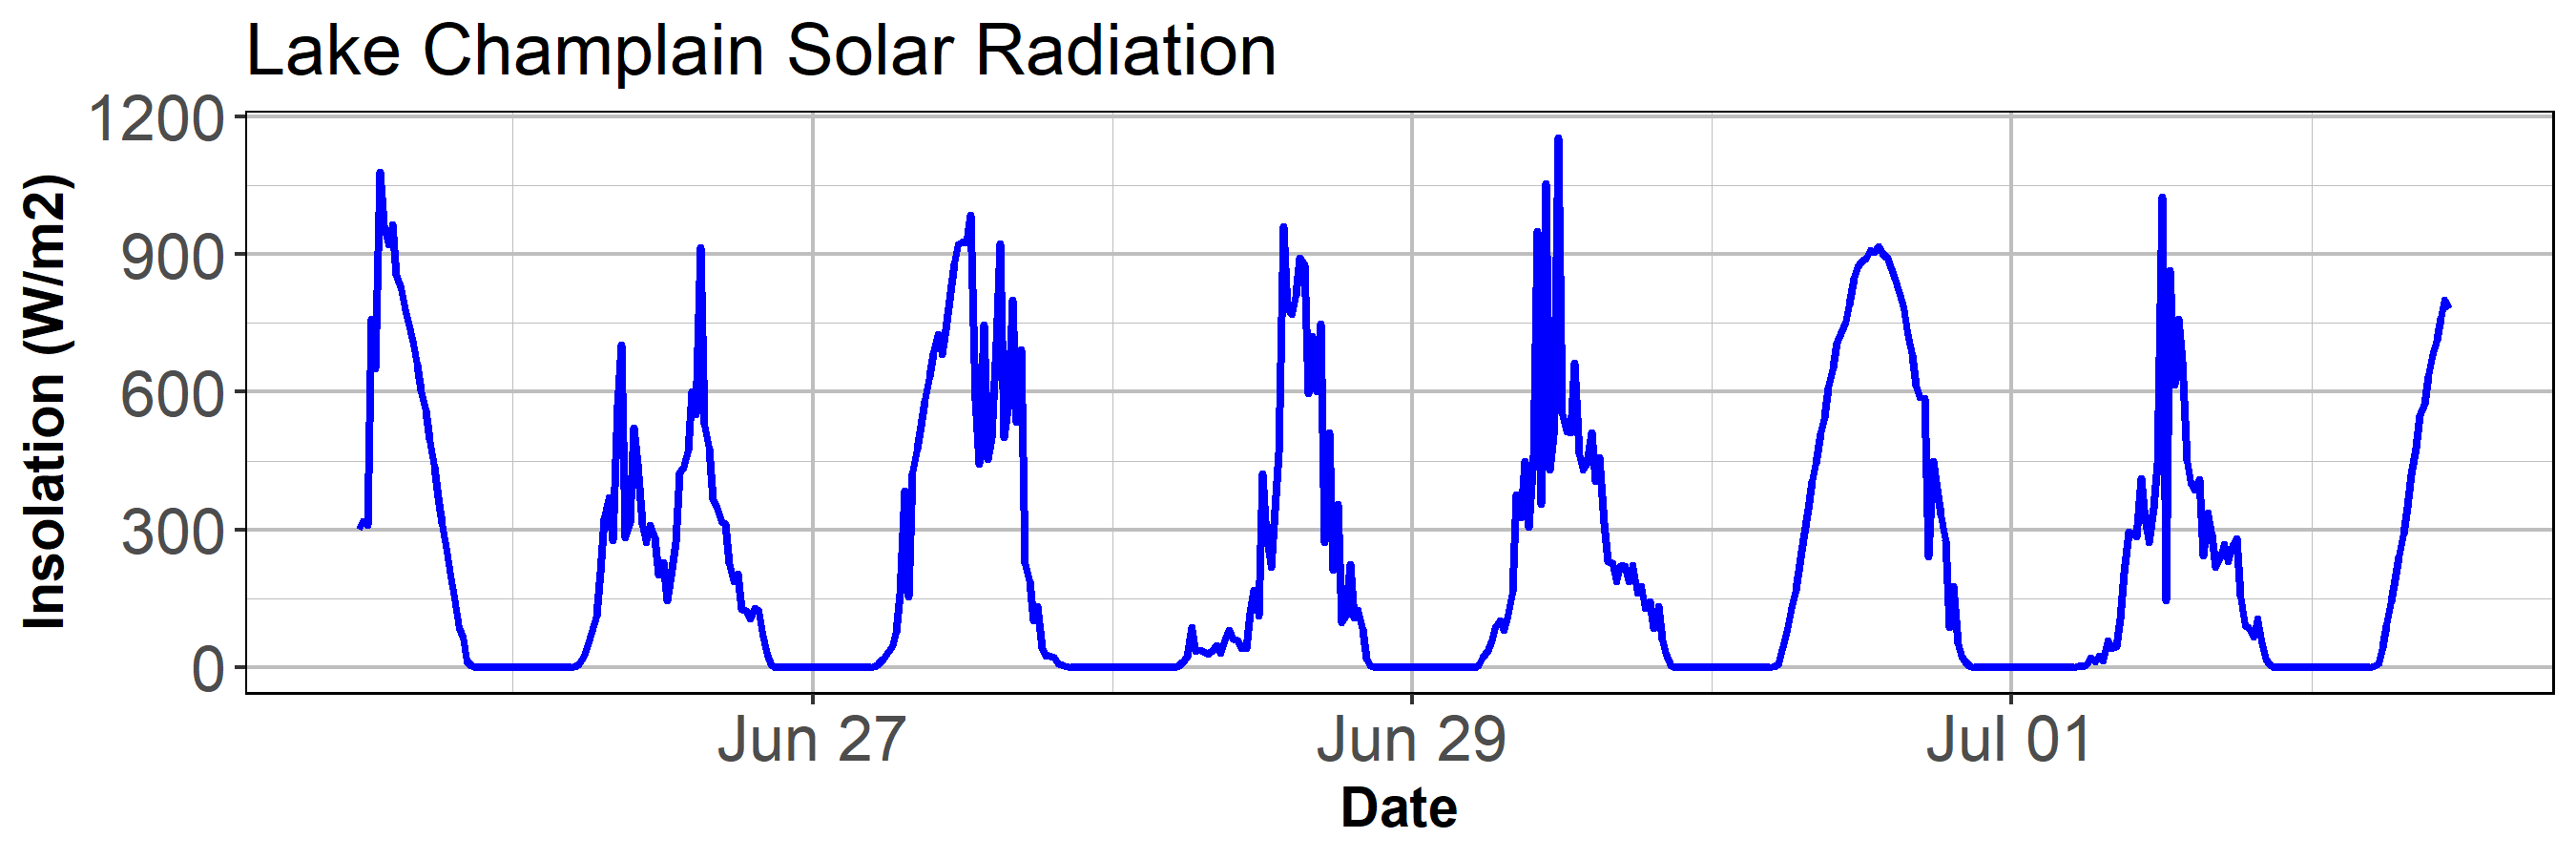 Lake Champlain Solar Radiation
1200
900
600
300
0
Insolation (W/m2)
Jun 27 Jun 29 Jul 01
Date